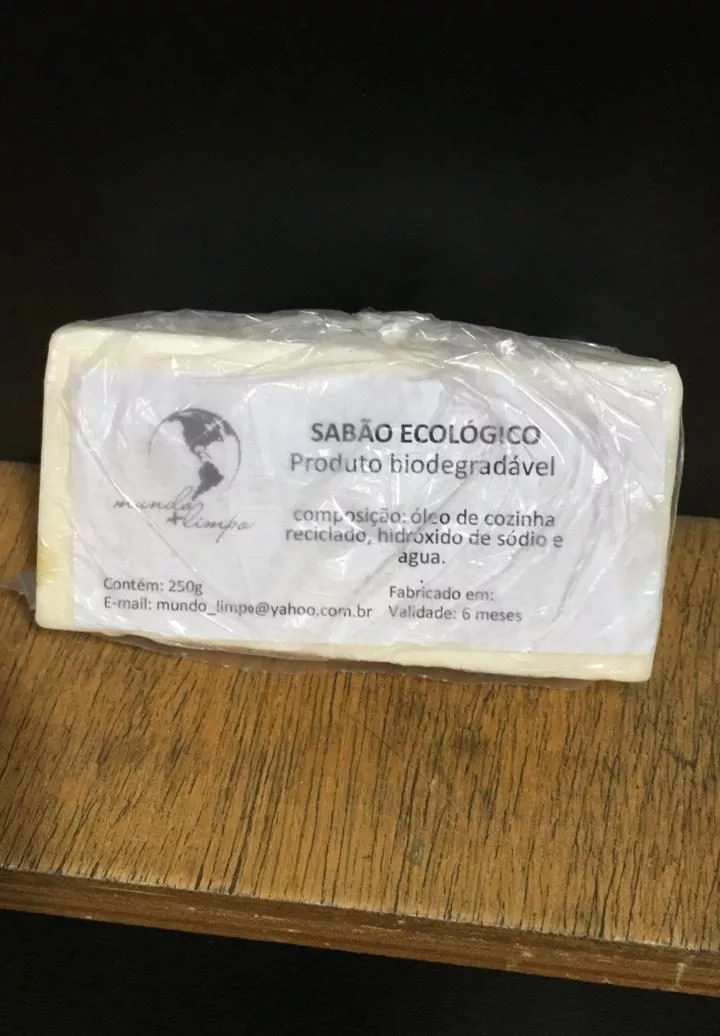 SABÃO ECOLÓGICO
Produto biodegradável
mundo
+limpo
composição: óleo de cozinha
reciclado, hidróxido de sódio e
agua.
Contém: 250g
E-mail: mundo_limpo@yahoo.com.br
Fabricado em:
Validade: 6 meses